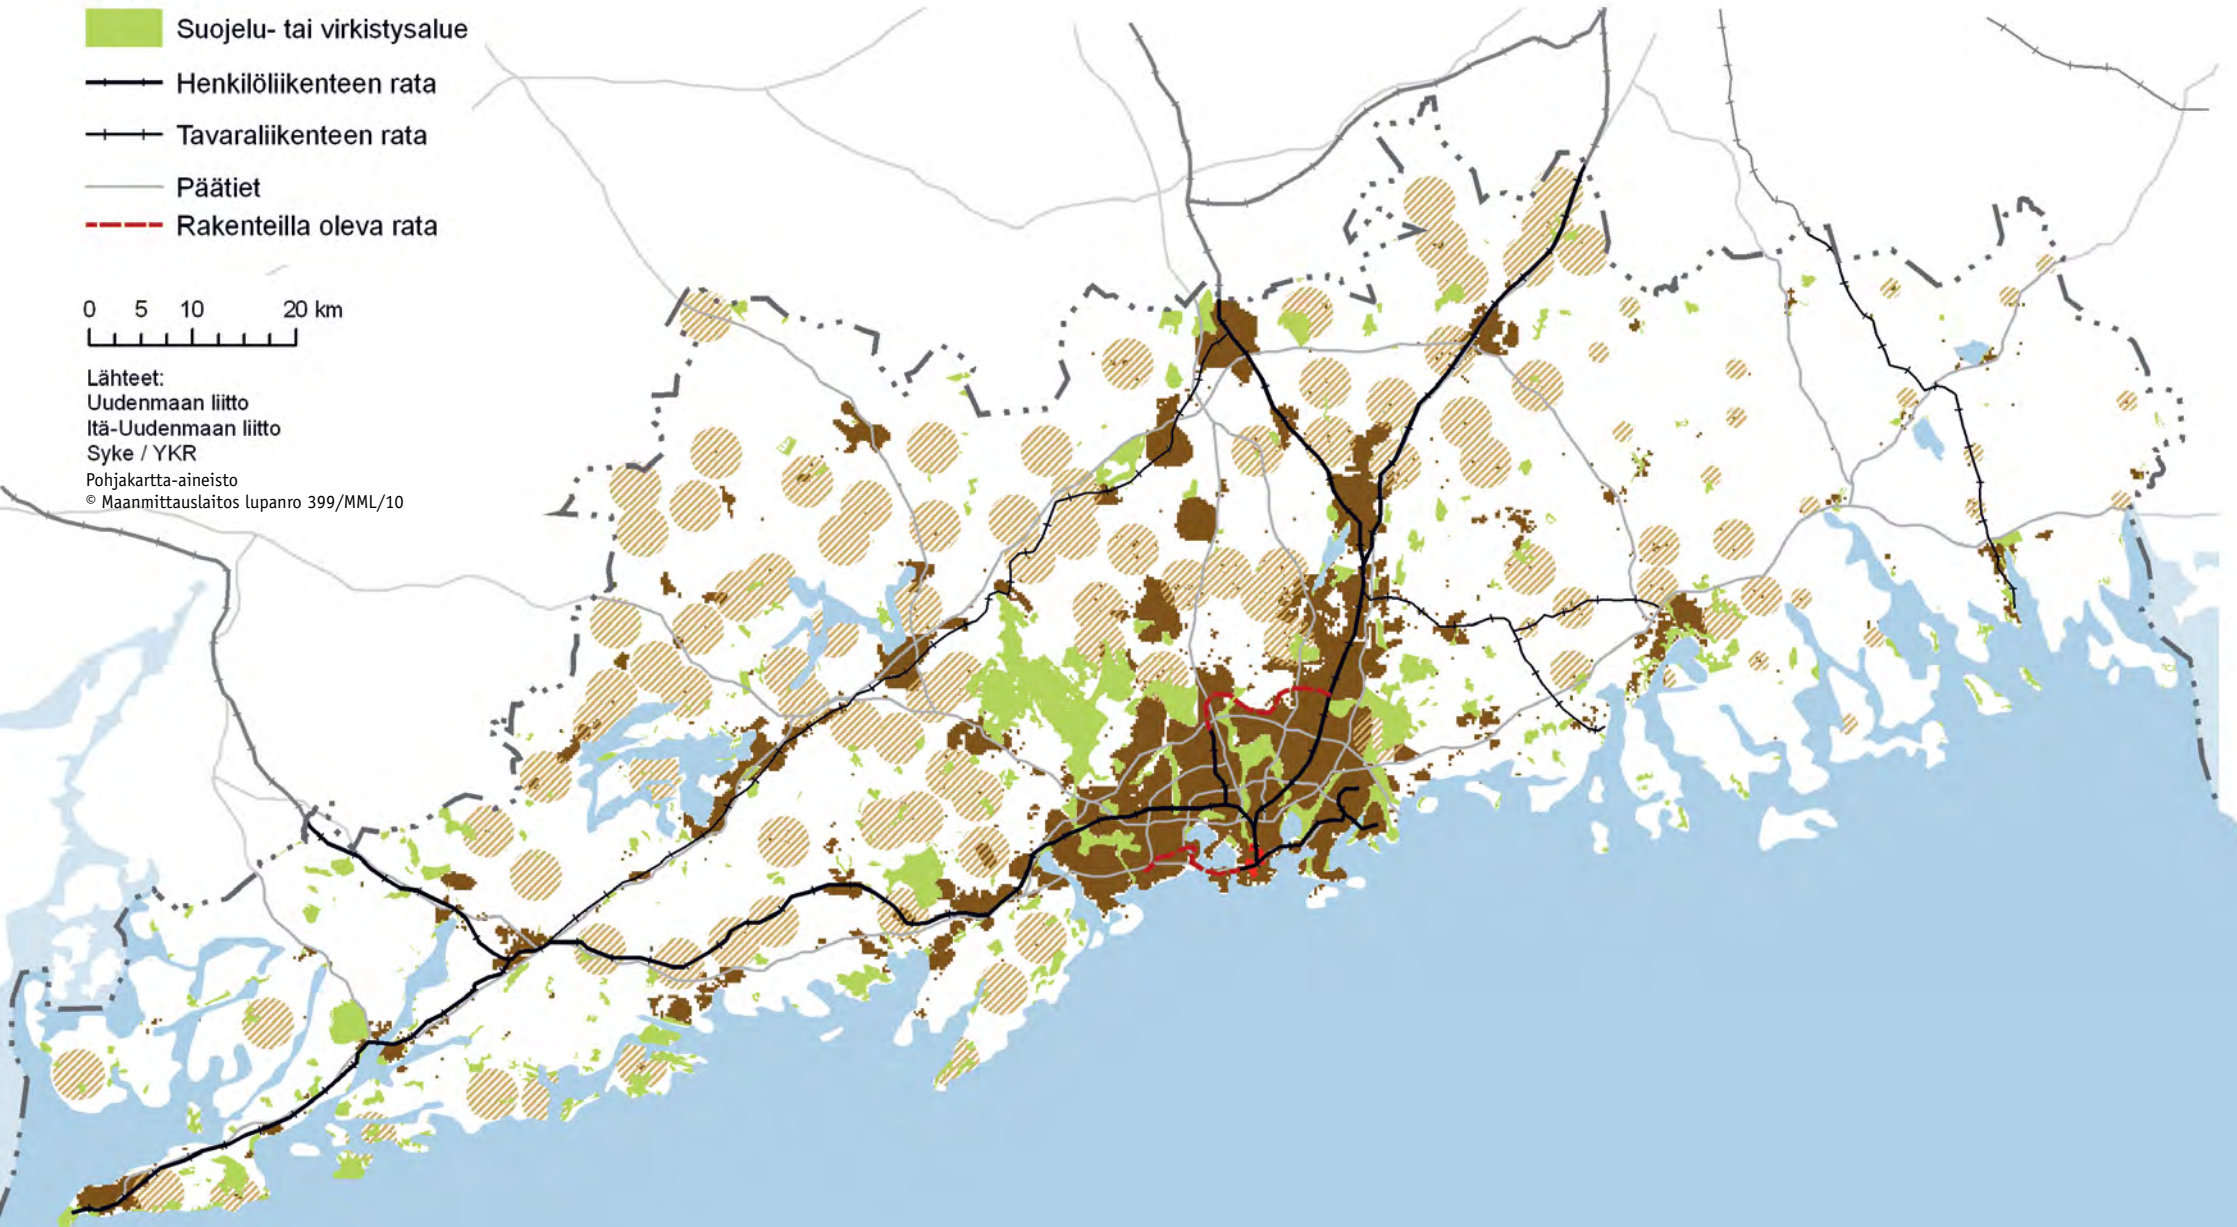 Suojelu- tai virkistysalue
Henkilöliikenteen rata
Tavaraliikenteen rata
Päätiet
Rakenteilla oleva rata
0 5 10 20 km
Lähteet:
Uudenmaan liitto
Itä-Uudenmaan liitto
Syke / YKR
Pohjakartta-aineisto
© Maanmittauslaitos lupanro 399/MML/10